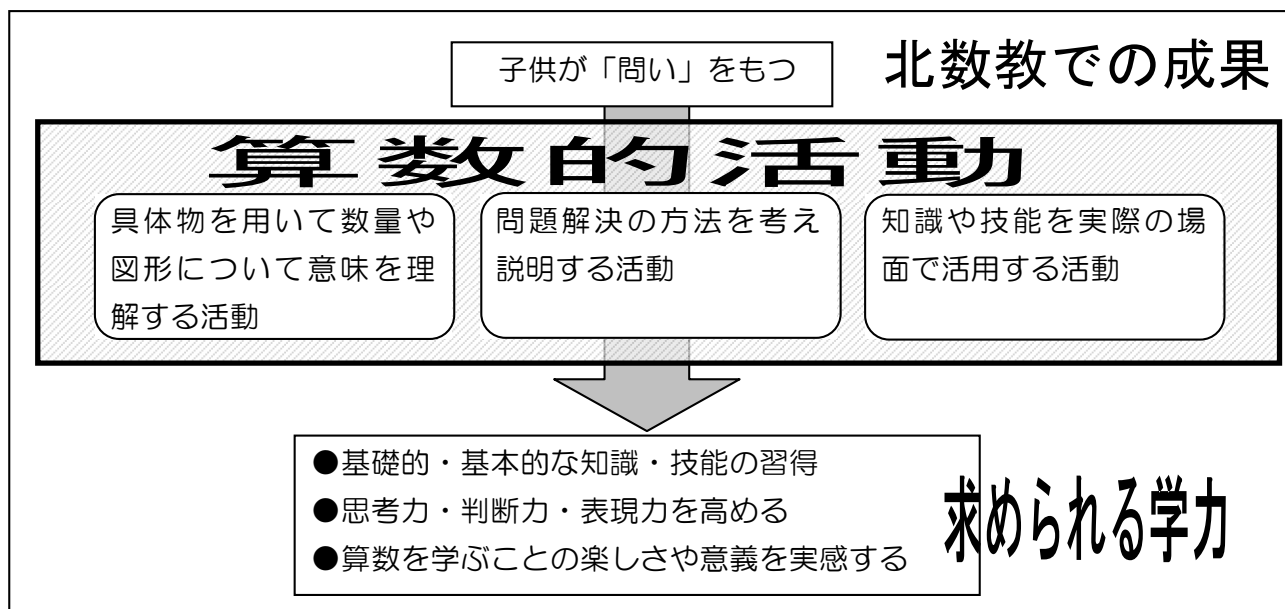 子供が「問い」をもつ
北数教での成果
算数的活動
具体物を用いて数量や
図形について意味を理
解する活動
問題解決の方法を考え
説明する活動
知識や技能を実際の場
面で活用する活動
●基礎的・基本的な知識・技能の習得
●思考力・判断力・表現力を高める
●算数を学ぶことの楽しさや意義を実感する
求められる学力